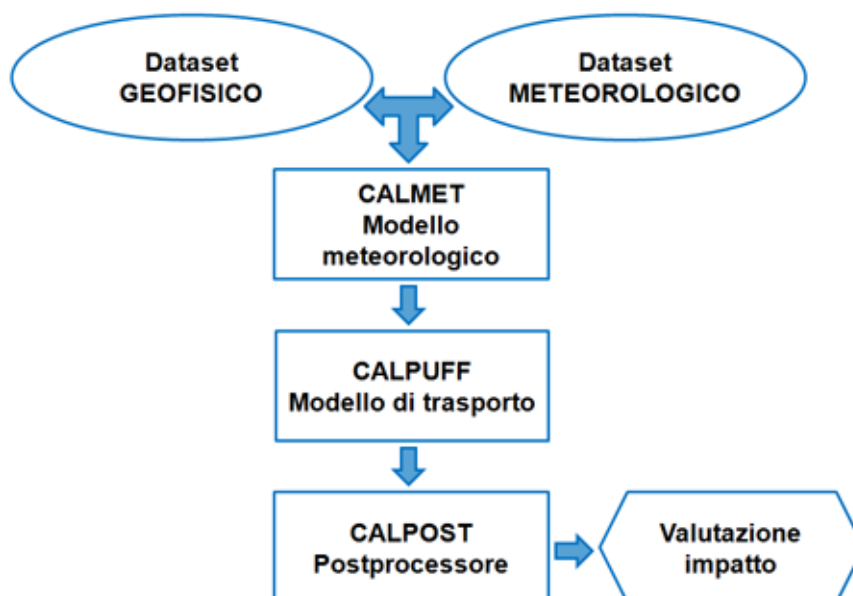 Dataset
GEOFISICO
Dataset
METEOROLOGICO
CALMET
Modello
meteorologico
CALPUFF
Modello di trasporto
CALPOST
Postprocessore
Valutazione
impatto